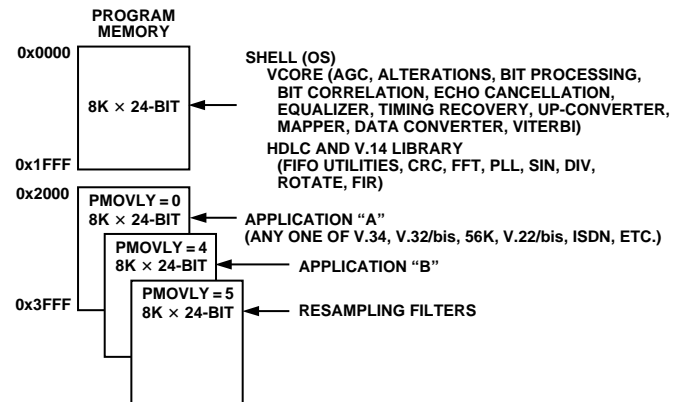 PROGRAM
MEMORY
0x0000
8K × 24-BIT
0x1FFF
SHELL (OS)
VCORE (AGC, ALTERATIONS, BIT PROCESSING,
BIT CORRELATION, ECHO CANCELLATION,
EQUALIZER, TIMING RECOVERY, UP-CONVERTER,
MAPPER, DATA CONVERTER, VITERBI)
HDLC AND V.14 LIBRARY
(FIFO UTILITIES, CRC, FFT, PLL, SIN, DIV,
ROTATE, FIR)
0x2000
PMOVLY = 0
8K × 24-BIT
APPLICATION “A”
(ANY ONE OF V.34, V.32/bis, 56K, V.22/bis, ISDN, ETC.)
PMOVLY = 4
8K × 24-BIT
APPLICATION “B”
0x3FFF
PMOVLY = 5
8K × 24-BIT
RESAMPLING FILTERS